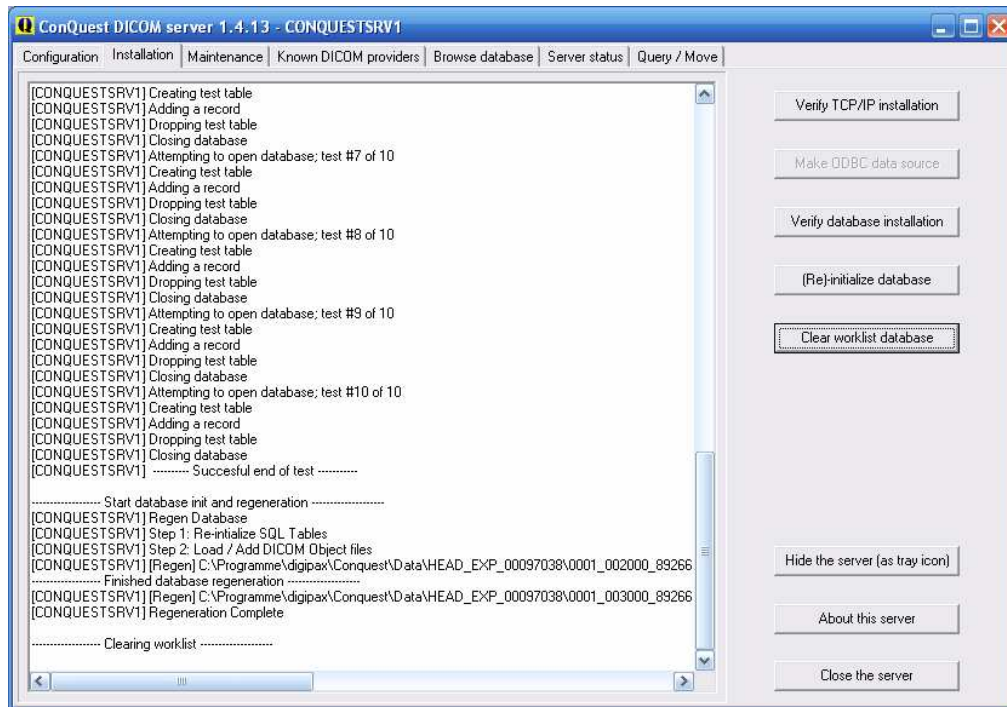 ConQuest DICOM server 1.4.13 - CONQUESTSRV1
Configuration Installation Maintenance Known DICOM providers Browse database Server status Query / Move
[CONQUESTSRV1] Creating test table
[CONQUESTSRV1] Adding a record
[CONQUESTSRV1] Dropping test table
[CONQUESTSRV1] Closing database
[CONQUESTSRV1] Attempting to open database; test #7 of 10
[CONQUESTSRV1] Creating test table
[CONQUESTSRV1] Adding a record
[CONQUESTSRV1] Dropping test table
[CONQUESTSRV1] Closing database
[CONQUESTSRV1] Attempting to open database; test #8 of 10
[CONQUESTSRV1] Creating test table
[CONQUESTSRV1] Adding a record
[CONQUESTSRV1] Dropping test table
[CONQUESTSRV1] Closing database
[CONQUESTSRV1] Attempting to open database; test #9 of 10
[CONQUESTSRV1] Creating test table
[CONQUESTSRV1] Adding a record
[CONQUESTSRV1] Dropping test table
[CONQUESTSRV1] Closing database
[CONQUESTSRV1] Attempting to open database; test #10 of 10
[CONQUESTSRV1] Creating test table
[CONQUESTSRV1] Adding a record
[CONQUESTSRV1] Dropping test table
[CONQUESTSRV1] Closing database
[CONQUESTSRV1] ---------- Succesful end of test -----------
------------------- Start database init and regeneration --------------------
[CONQUESTSRV1] Regen Database
[CONQUESTSRV1] Step 1: Re-intialize SQL Tables
[CONQUESTSRV1] Step 2: Load / Add DICOM Object files
[CONQUESTSRV1] [Regen] C:\Programme\digipax\Conquest\Data\HEAD_EXP_00097038\0001_002000_89266
------------------- Finished database regeneration --------------------
[CONQUESTSRV1] [Regen] C:\Programme\digipax\Conquest\Data\HEAD_EXP_00097038\0001_003000_89266
[CONQUESTSRV1] Regeneration Complete
------------------- Clearing worklist --------------------
Verify TCP/IP installation
Make ODBC data source
Verify database installation
(Re)-initialize database
Clear worklist database
Hide the server (as tray icon)
About this server
Close the server